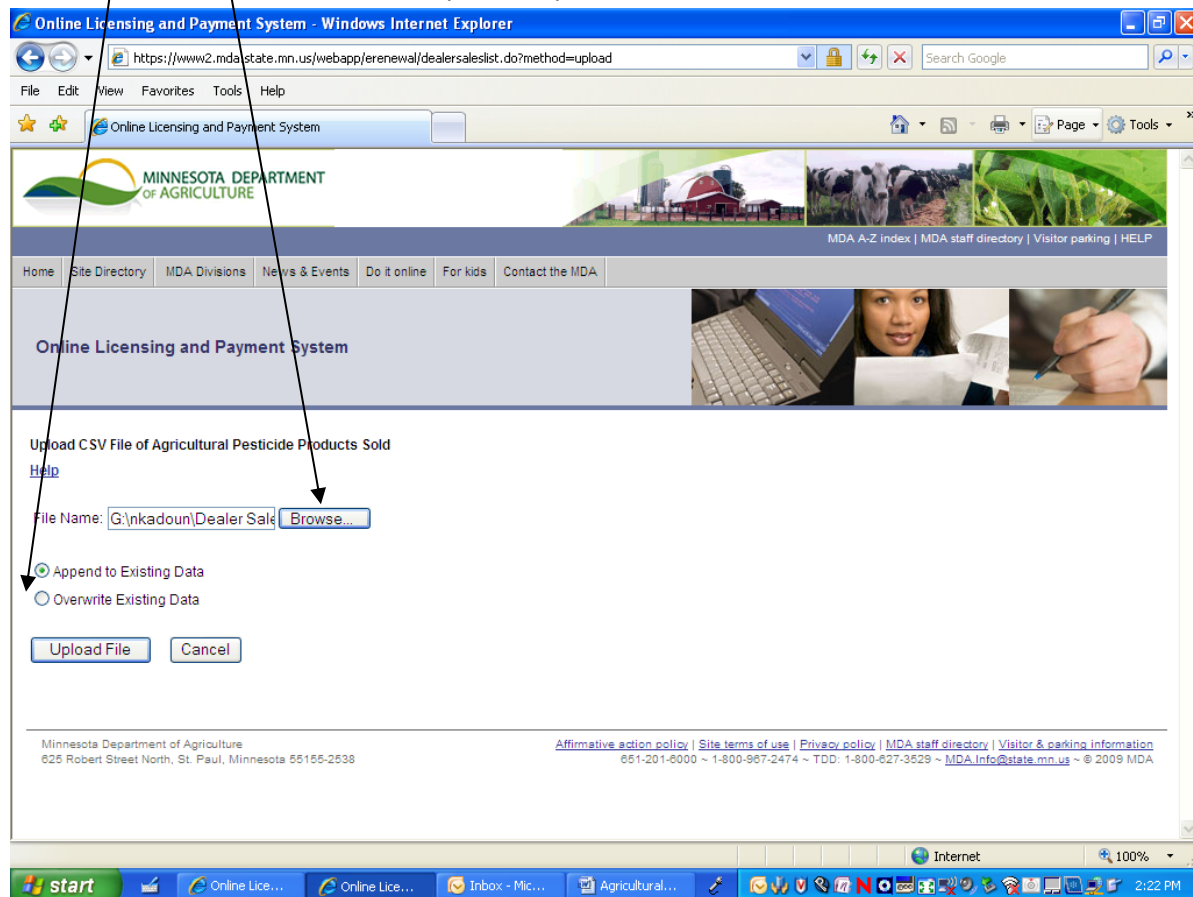 Online Licensing and Payment System - Windows Internet Explorer
https://www2.mda.state.mn.us/webapp/erenewal/dealersaleslist.do?method=upload
Search Google
File Edit View Favorites Tools Help
Online Licensing and Payment System
Page Tools
MINNESOTA DEPARTMENT
OF AGRICULTURE
MDA A-Z index | MDA staff directory | Visitor parking | HELP
Home Site Directory MDA Divisions News & Events Do it online For kids Contact the MDA
Online Licensing and Payment System
Upload CSV File of Agricultural Pesticide Products Sold
Help
File Name: G:\nkadoun\Dealer Sale Browse...
Append to Existing Data
Overwrite Existing Data
Upload File Cancel
Minnesota Department of Agriculture
625 Robert Street North, St. Paul, Minnesota 55155-2538
Affirmative action policy | Site terms of use | Privacy policy | MDA staff directory | Visitor & parking information
651-201-6000 ~ 1-800-967-2474 ~ TDD: 1-800-627-3529 ~ MDA.Info@state.mn.us ~ © 2009 MDA
Internet 100%
start Online Lice... Online Lice... Inbox - Mic... Agricultural... 2:22 PM